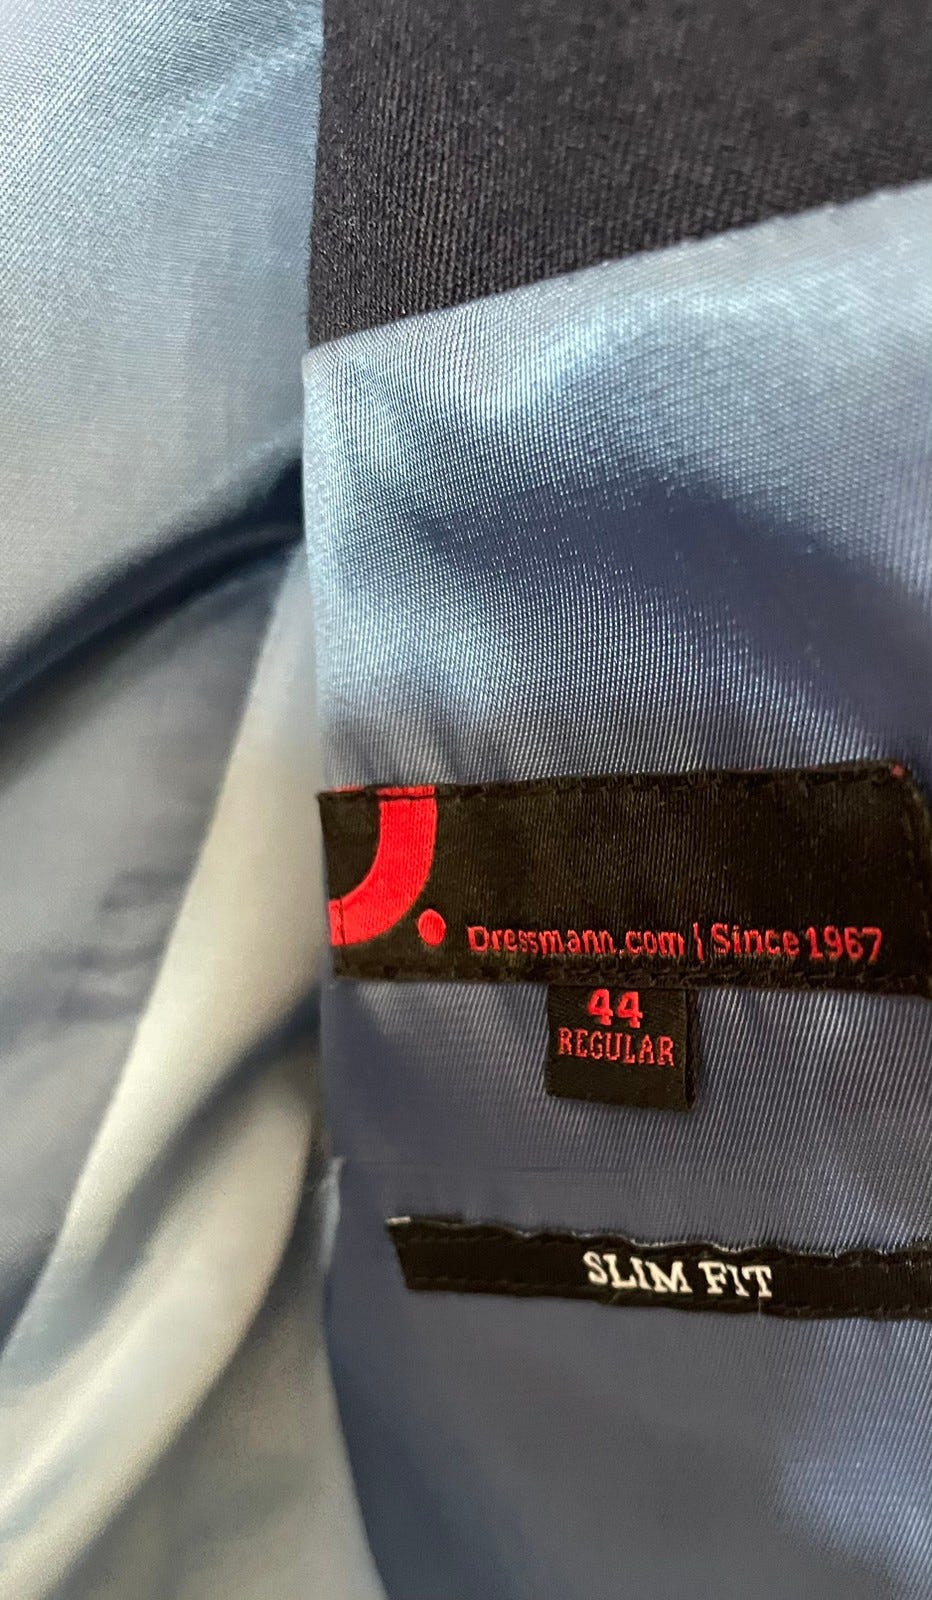 D.
Dressmann.com | Since 1967
44
REGULAR
SLIM FIT